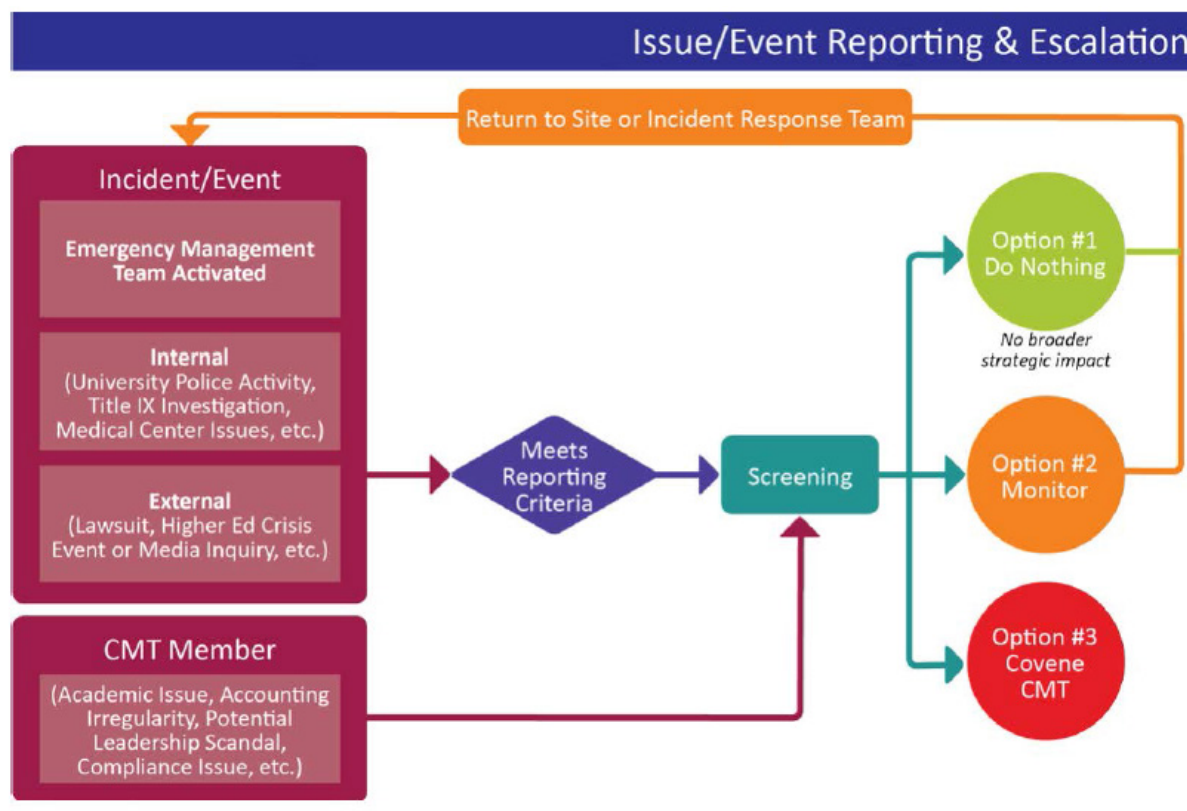 Issue/Event Reporting & Escalation
Return to Site or Incident Response Team
Incident/Event
Emergency Management
Team Activated
Internal
(University Police Activity,
Title IX Investigation,
Medical Center Issues, etc.)
External
(Lawsuit, Higher Ed Crisis
Event or Media Inquiry, etc.)
CMT Member
(Academic Issue, Accounting
Irregularity, Potential
Leadership Scandal,
Compliance Issue, etc.)
Meets
Reporting
Criteria
Screening
Option #1
Do Nothing
No broader
strategic impact
Option #2
Monitor
Option #3
Covene
CMT